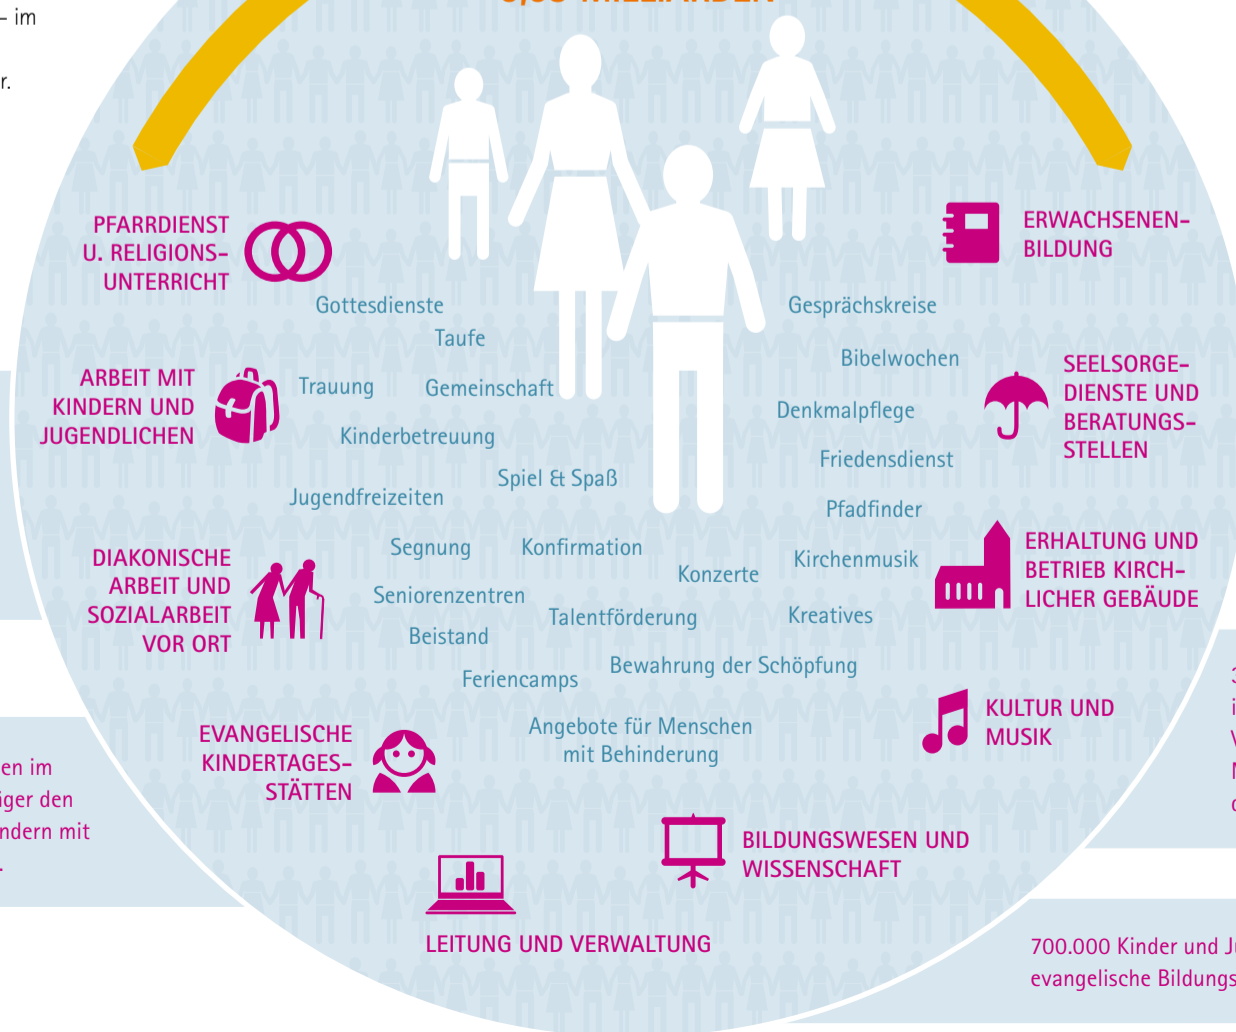 – im
r.
PFARRDIENST
U. RELIGIONS-
UNTERRICHT
ERWACHSENEN-
BILDUNG
Gottesdienste
Gesprächskreise
Taufe
Bibelwochen
ARBEIT MIT
KINDERN UND
JUGENDLICHEN
Trauung
Gemeinschaft
SEELSORGE-
DIENSTE UND
BERATUNGS-
STELLEN
Denkmalpflege
Kinderbetreuung
Friedensdienst
Spiel & Spaß
Jugendfreizeiten
Pfadfinder
Segnung
Konfirmation
Kirchenmusik
Konzerte
DIAKONISCHE
ARBEIT UND
SOZIALARBEIT
VOR ORT
ERHALTUNG UND
BETRIEB KIRCH-
LICHER GEBÄUDE
Seniorenzentren
Talentförderung
Kreatives
Beistand
Bewahrung der Schöpfung
Feriencamps
Angebote für Menschen
mit Behinderung
EVANGELISCHE
KINDERTAGES-
STÄTTEN
KULTUR UND
MUSIK
en im
iger den
ndern mit
.
BILDUNGSWESEN UND
WISSENSCHAFT
LEITUNG UND VERWALTUNG
700.000 Kinder und J
evangelische Bildungs